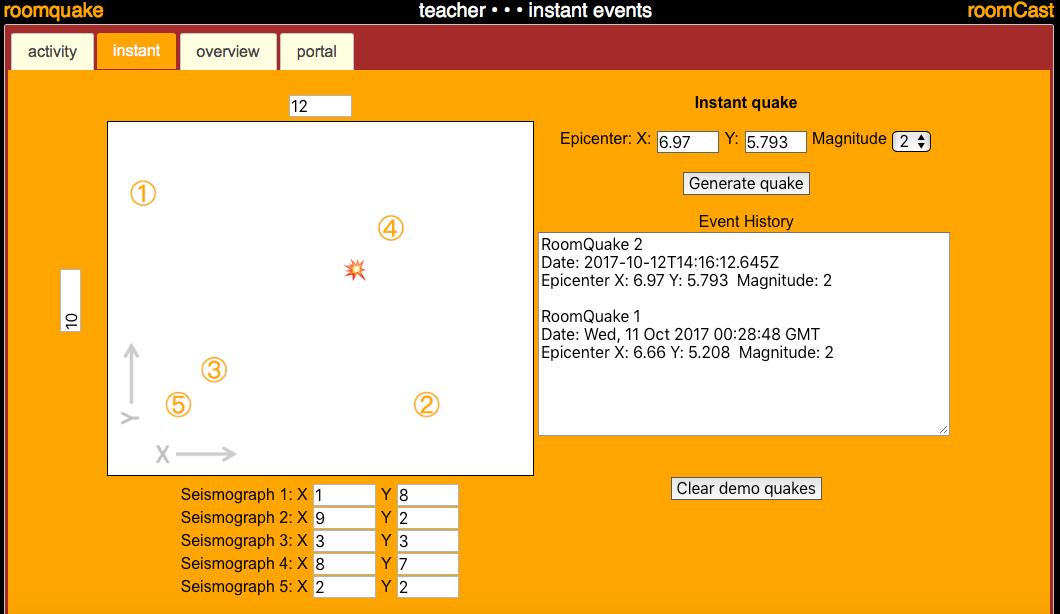 roomquake teacher • • • instant events roomCast
activity instant overview portal
12
10
①
④
③
⑤
②
Y
X
Seismograph 1: X 1 Y 8
Seismograph 2: X 9 Y 2
Seismograph 3: X 3 Y 3
Seismograph 4: X 8 Y 7
Seismograph 5: X 2 Y 2
Instant quake
Epicenter: X: 6.97 Y: 5.793 Magnitude 2
Generate quake
Event History
RoomQuake 2
Date: 2017-10-12T14:16:12.645Z
Epicenter X: 6.97 Y: 5.793 Magnitude: 2
RoomQuake 1
Date: Wed, 11 Oct 2017 00:28:48 GMT
Epicenter X: 6.66 Y: 5.208 Magnitude: 2
Clear demo quakes